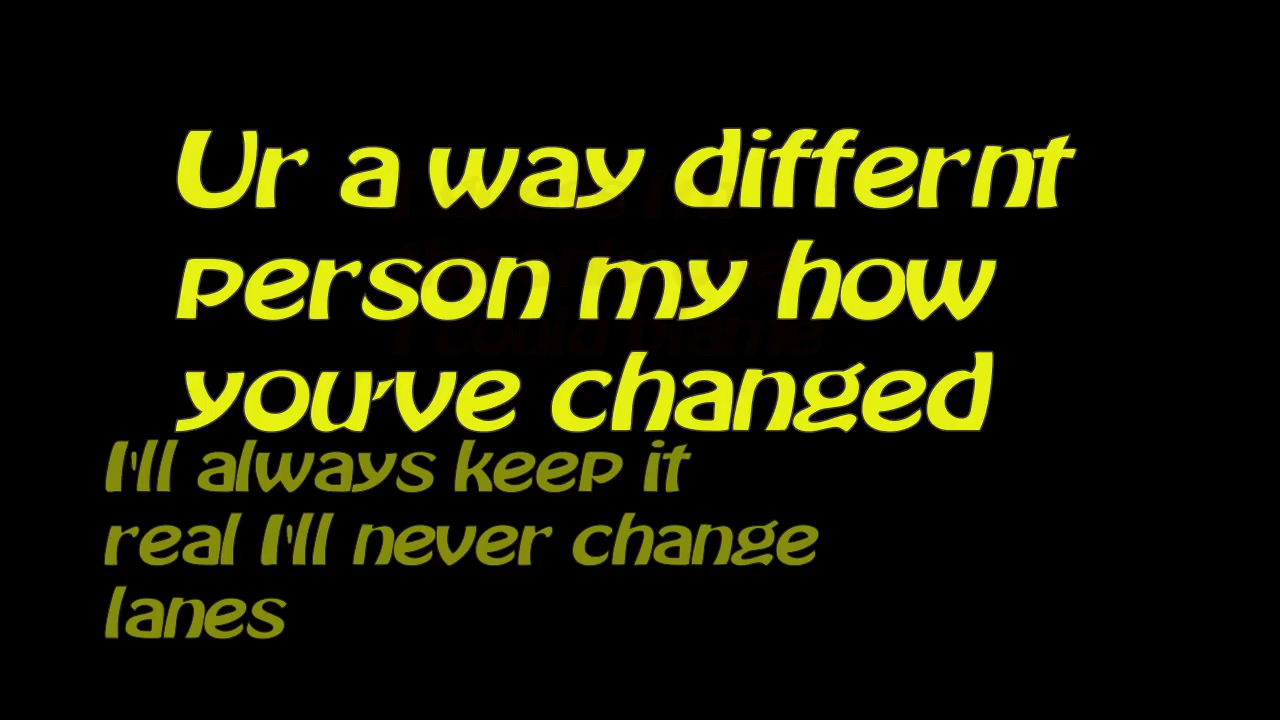 Ur a way differnt
person my how
you've changed
I'll always keep it
real I'll never change
lanes